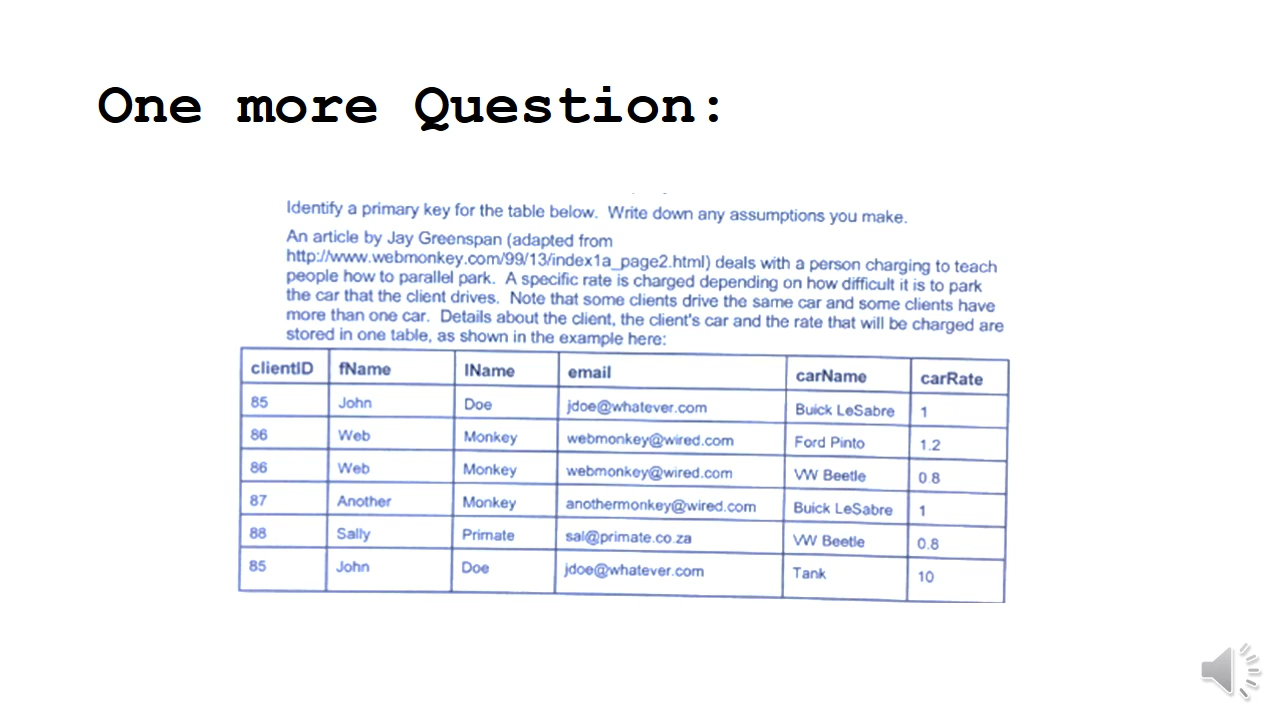 One more Question:
Identify a primary key for the table below. Write down any assumptions you make.
An article by Jay Greenspan (adapted from
http://www.webmonkey.com/99/13/index1a_page2.html) deals with a person charging to teach
people how to parallel park. A specific rate is charged depending on how difficult it is to park
the car that the client drives. Note that some clients drive the same car and some clients have
more than one car. Details about the client, the client's car and the rate that will be charged are
stored in one table, as shown in the example here:
clientID fName lName email carName carRate
85 John Doe jdoe@whatever.com Buick LeSabre 1
86 Web Monkey webmonkey@wired.com Ford Pinto 1.2
86 Web Monkey webmonkey@wired.com VW Beetle 0.8
87 Another Monkey anothermonkey@wired.com Buick LeSabre 1
88 Sally Primate sal@primate.co.za VW Beetle 0.8
85 John Doe jdoe@whatever.com Tank 10